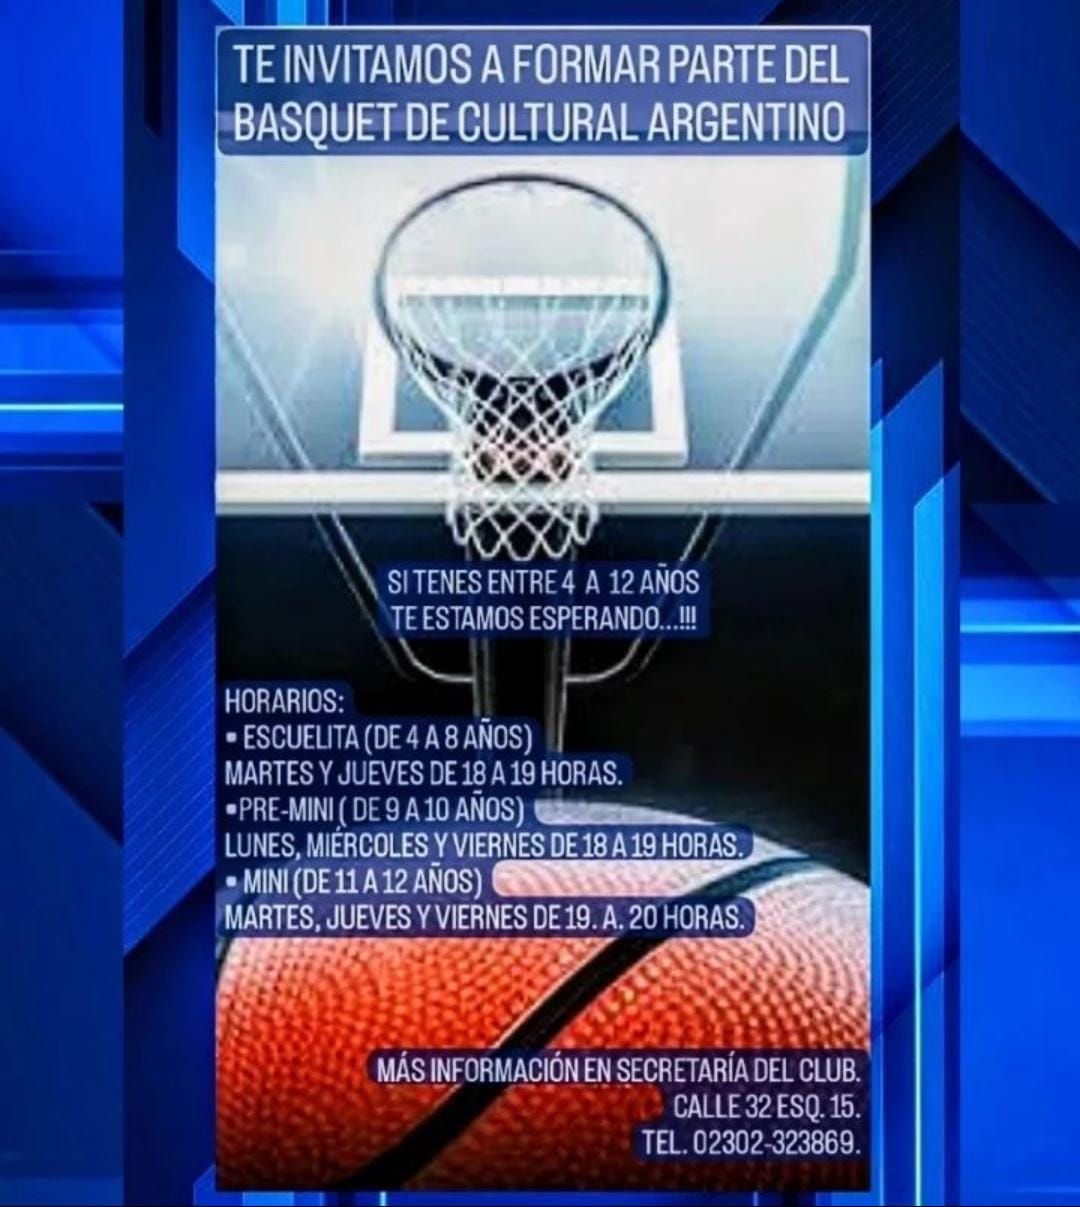 TE INVITAMOS A FORMAR PARTE DEL
BASQUET DE CULTURAL ARGENTINO
SI TENES ENTRE 4 A 12 AÑOS
TE ESTAMOS ESPERANDO...!!!
HORARIOS:
▪ ESCUELITA (DE 4 A 8 AÑOS)
MARTES Y JUEVES DE 18 A 19 HORAS.
▪PRE-MINI ( DE 9 A 10 AÑOS)
LUNES, MIÉRCOLES Y VIERNES DE 18 A 19 HORAS.
▪ MINI (DE 11 A 12 AÑOS)
MARTES, JUEVES Y VIERNES DE 19. A. 20 HORAS.
MÁS INFORMACIÓN EN SECRETARÍA DEL CLUB.
CALLE 32 ESQ. 15.
TEL. 02302-323869.